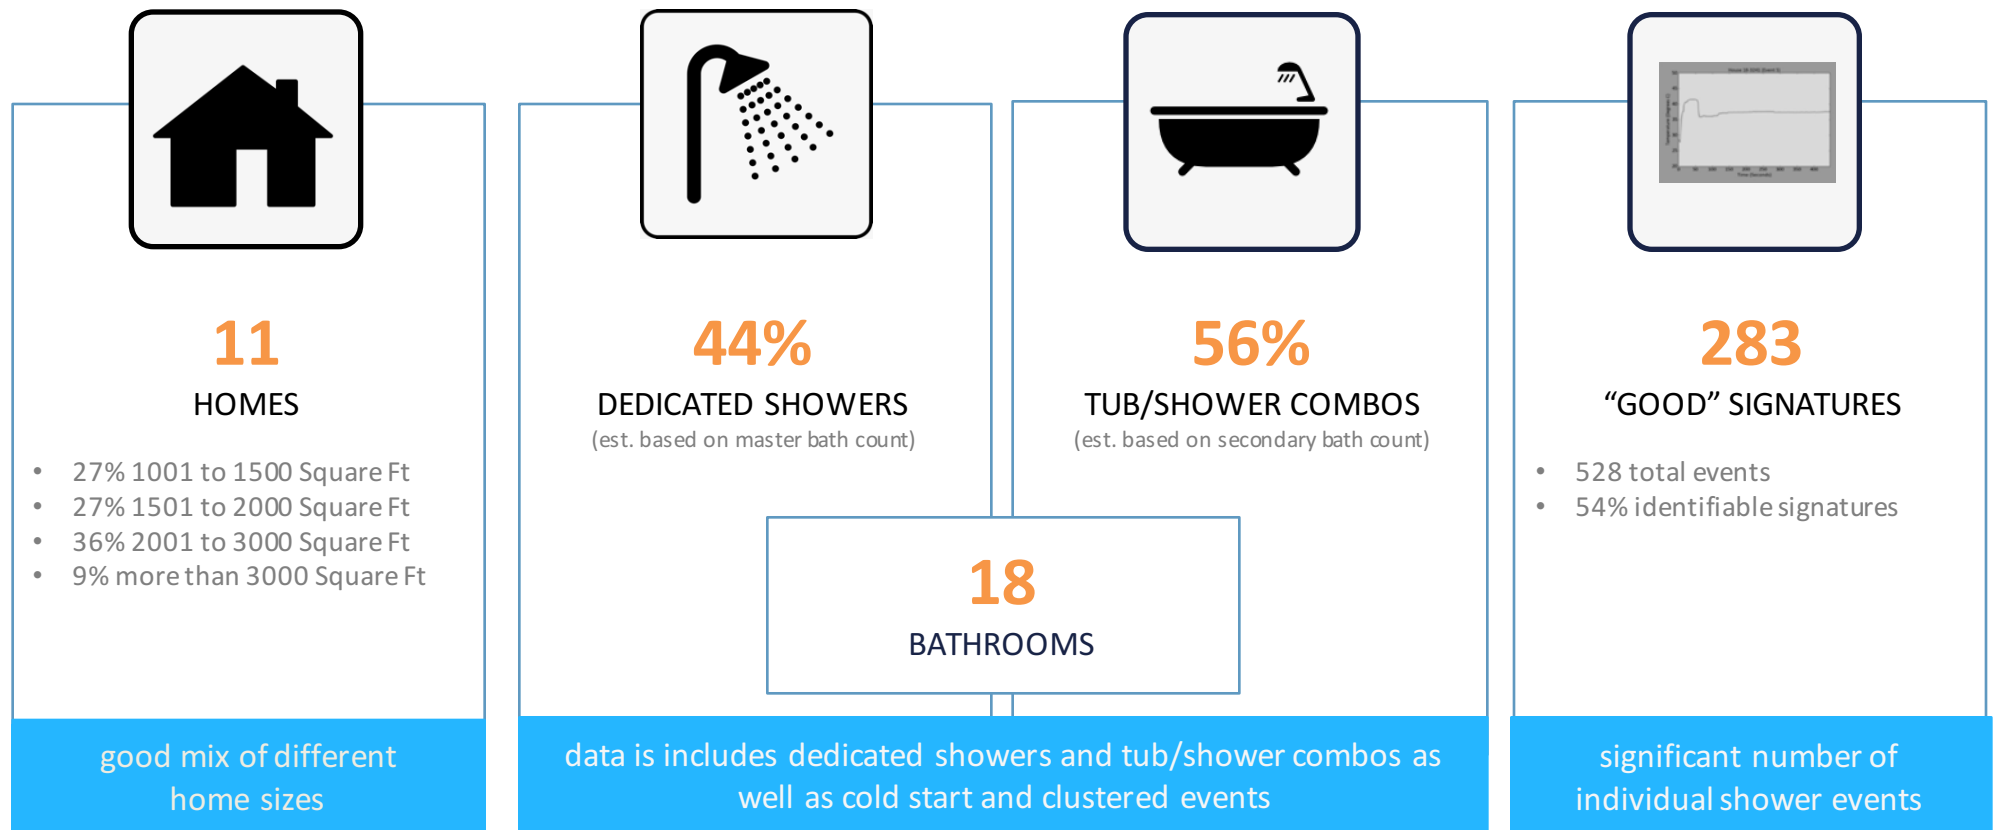 11
HOMES
• 27% 1001 to 1500 Square Ft
• 27% 1501 to 2000 Square Ft
• 36% 2001 to 3000 Square Ft
• 9% more than 3000 Square Ft
good mix of different
home sizes
44%
DEDICATED SHOWERS
(est. based on master bath count)
56%
TUB/SHOWER COMBOS
(est. based on secondary bath count)
18
BATHROOMS
data is includes dedicated showers and tub/shower combos as
well as cold start and clustered events
Time (Seconds)
283
“GOOD” SIGNATURES
• 528 total events
• 54% identifiable signatures
significant number of
individual shower events